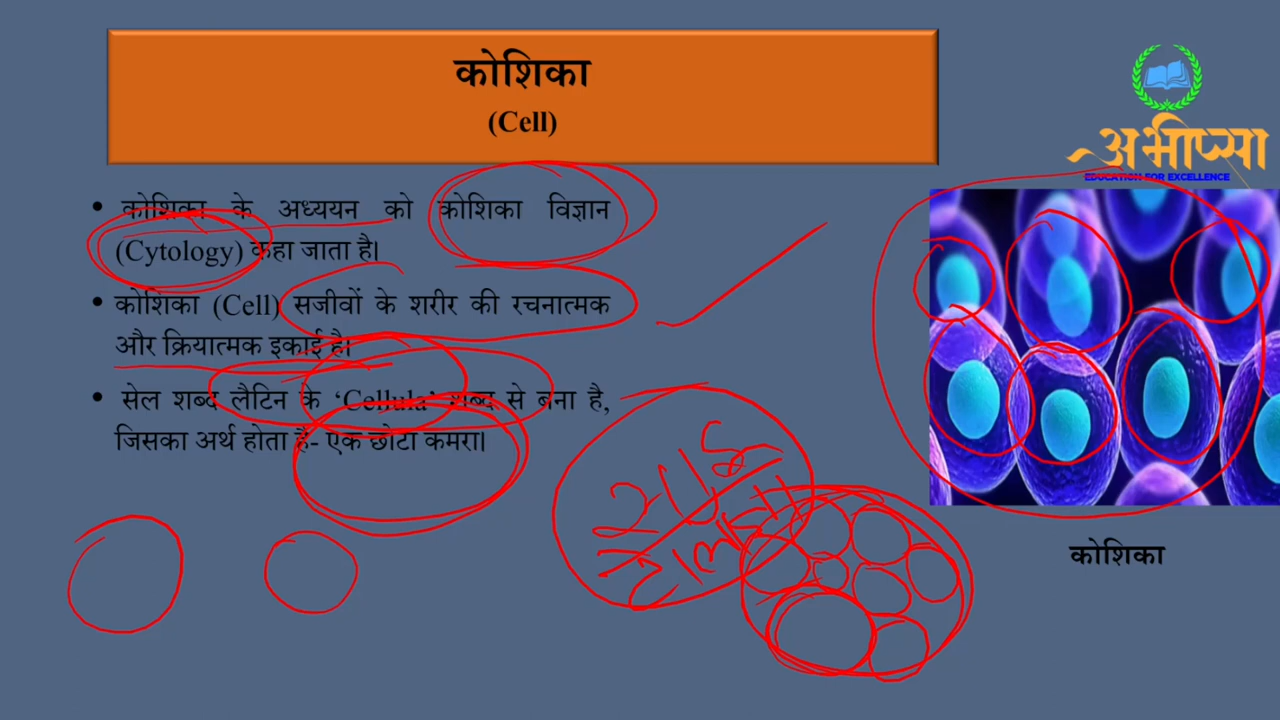 कोशिका
(Cell)
अभीप्सा
EDUCATION FOR EXCELLENCE
• कोशिका के अध्ययन को कोशिका विज्ञान
(Cytology) कहा जाता है।
• कोशिका (Cell) सजीवों के शरीर की रचनात्मक
और क्रियात्मक इकाई है।
• सेल शब्द लैटिन के ‘Cellula’ शब्द से बना है,
जिसका अर्थ होता है- एक छोटा कमरा।
कोशिका